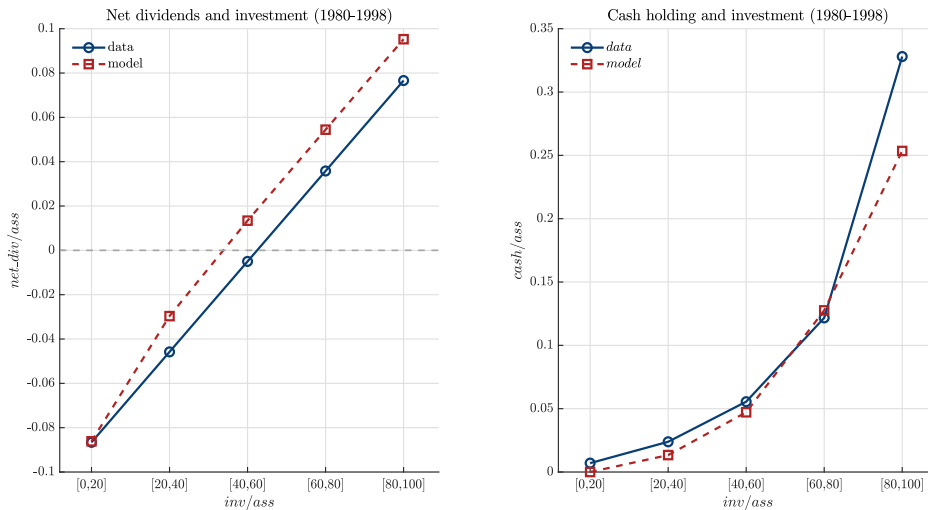 Net dividends and investment (1980-1998)
data
model
0.1
0.08
0.06
0.04
0.02
0
-0.02
-0.04
-0.06
-0.08
-0.1
net_div/ass
[0,20] [20,40] [40,60] [60,80] [80,100]
inv/ass
Cash holding and investment (1980-1998)
data
model
0.35
0.3
0.25
0.2
0.15
0.1
0.05
0
cash/ass
[0,20] [20,40] [40,60] [60,80] [80,100]
inv/ass